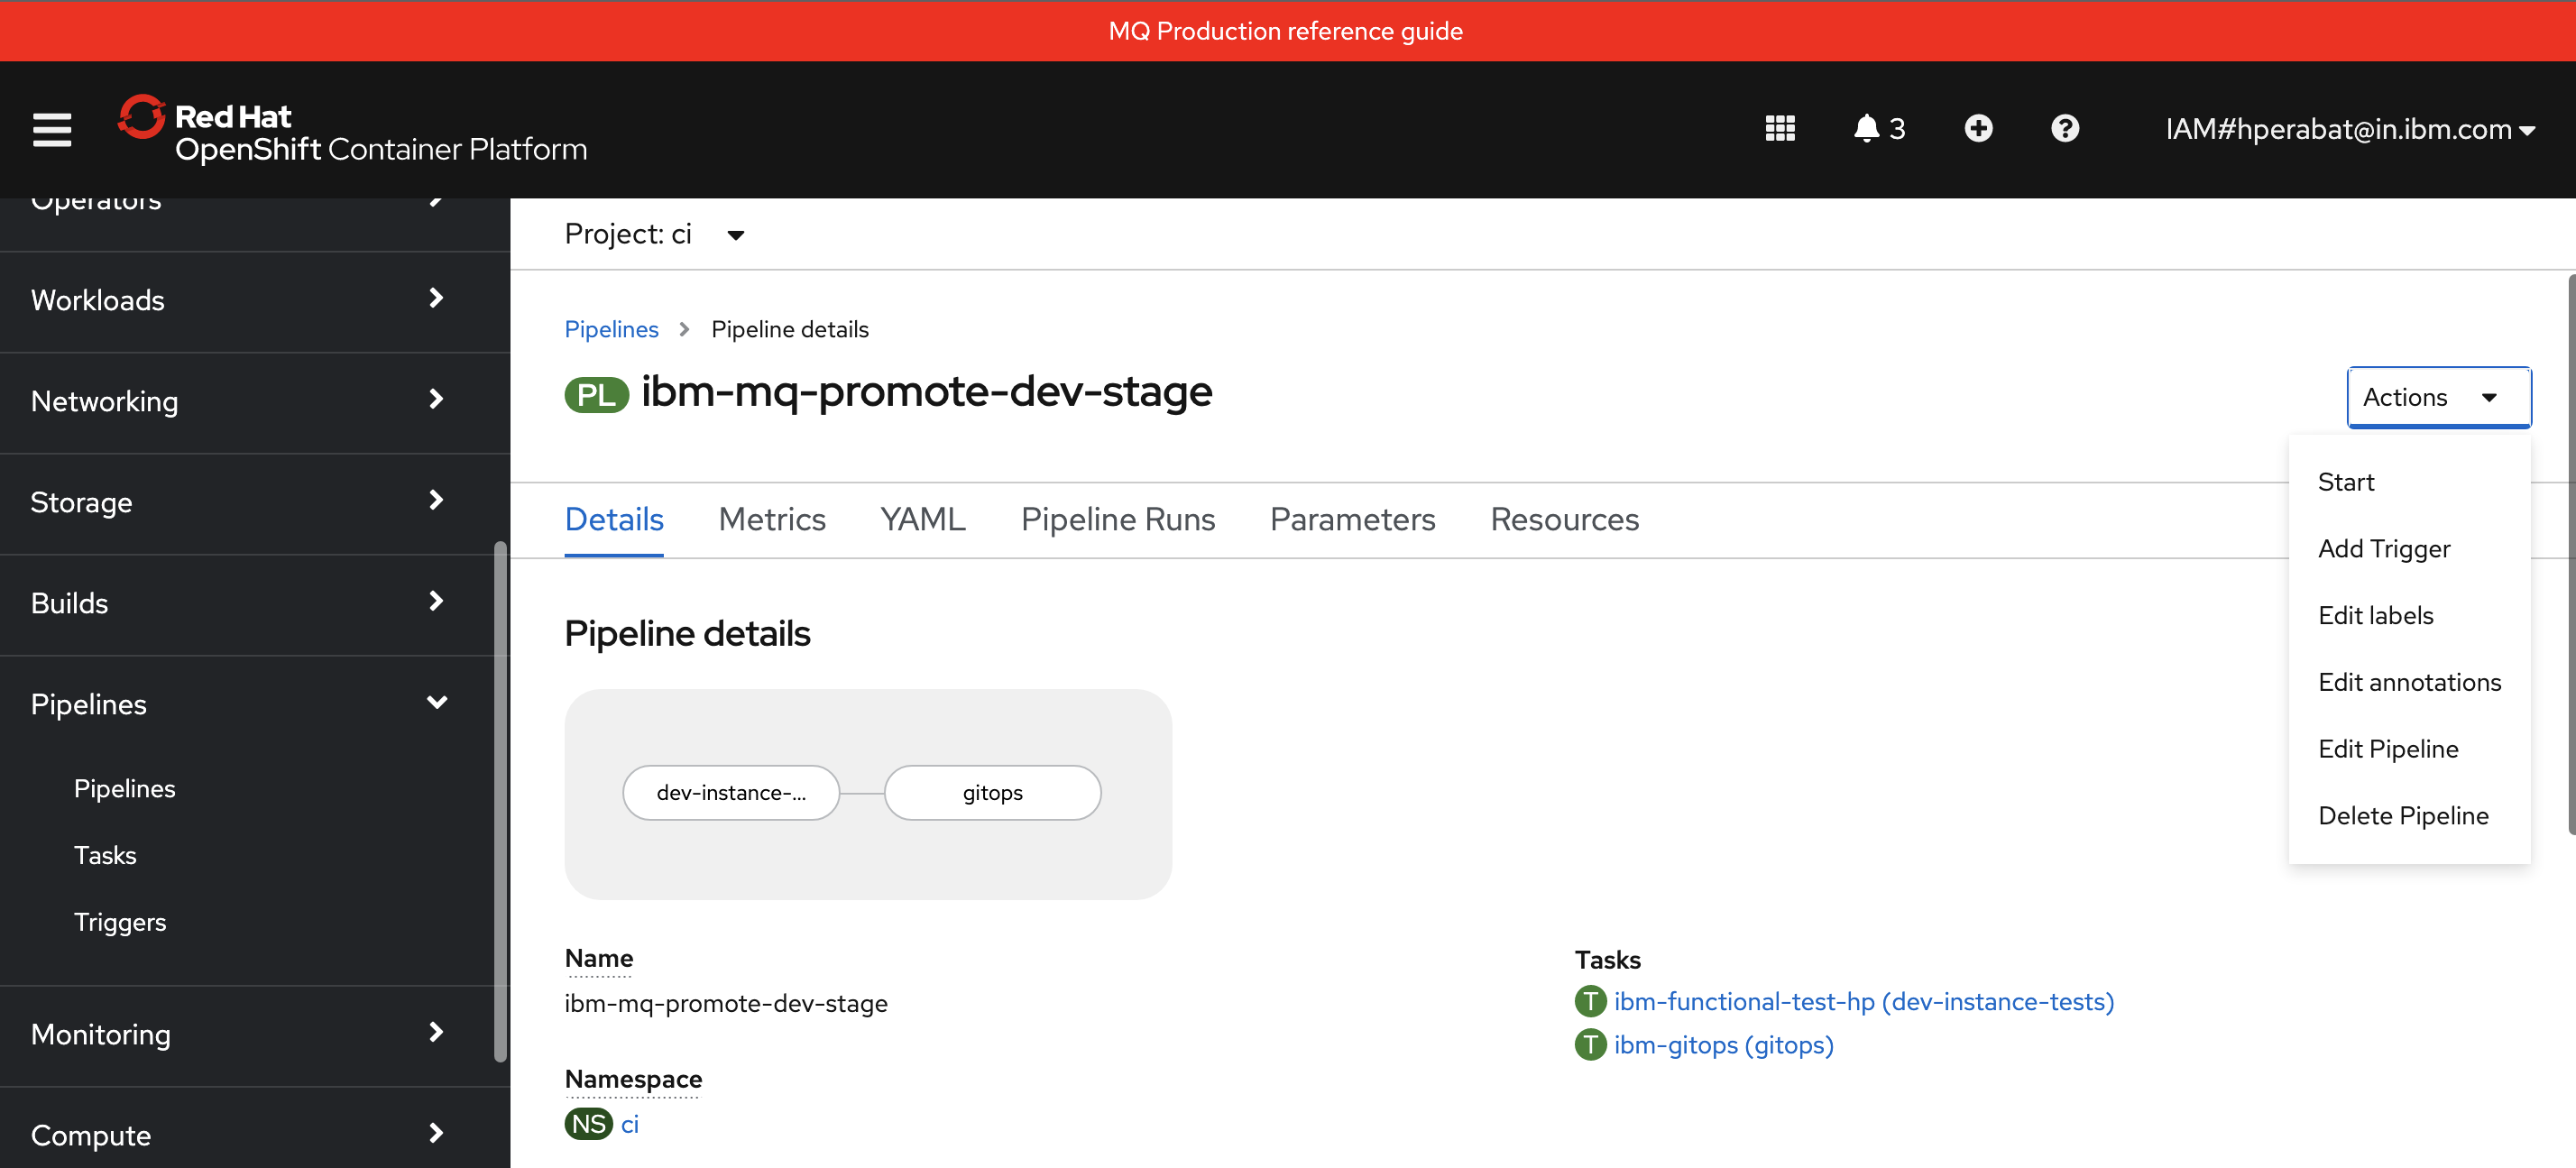 MQ Production reference guide
Red Hat
OpenShift Container Platform
3
IAM#hperabat@in.ibm.com
Operators
Workloads
Networking
Storage
Builds
Pipelines
Pipelines
Tasks
Triggers
Monitoring
Compute
Project: ci
Pipelines > Pipeline details
PL ibm-mq-promote-dev-stage
Actions
Start
Add Trigger
Edit labels
Edit annotations
Edit Pipeline
Delete Pipeline
Details Metrics YAML Pipeline Runs Parameters Resources
Pipeline details
dev-instance-... gitops
Name
ibm-mq-promote-dev-stage
Namespace
NS ci
Tasks
T ibm-functional-test-hp (dev-instance-tests)
T ibm-gitops (gitops)